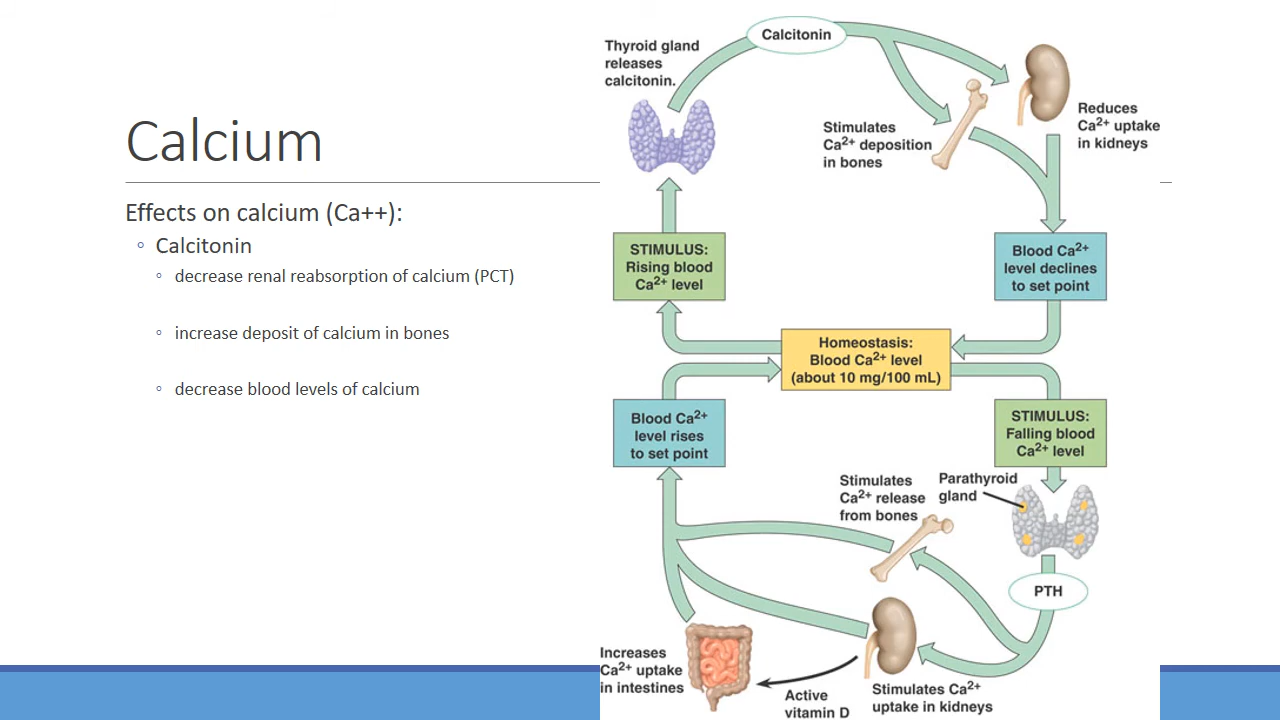 Calcium
Effects on calcium (Ca++):
◦ Calcitonin
◦ decrease renal reabsorption of calcium (PCT)
◦ increase deposit of calcium in bones
◦ decrease blood levels of calcium
Calcitonin
Thyroid gland
releases
calcitonin.
Stimulates
Ca²⁺ deposition
in bones
Reduces
Ca²⁺ uptake
in kidneys
STIMULUS:
Rising blood
Ca²⁺ level
Blood Ca²⁺
level declines
to set point
Homeostasis:
Blood Ca²⁺ level
(about 10 mg/100 mL)
Blood Ca²⁺
level rises
to set point
STIMULUS:
Falling blood
Ca²⁺ level
Stimulates
Ca²⁺ release
from bones
Parathyroid
gland
PTH
Increases
Ca²⁺ uptake
in intestines
Active
vitamin D
Stimulates Ca²⁺
uptake in kidneys